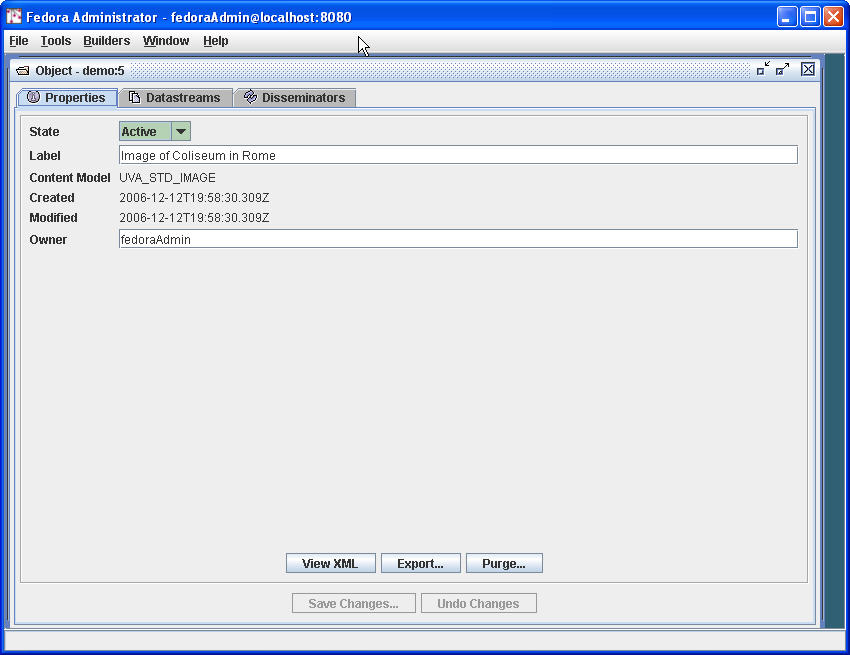 Fedora Administrator - fedoraAdmin@localhost:8080
File Tools Builders Window Help
Object - demo:5
Properties Datastreams Disseminators
State Active
Label Image of Coliseum in Rome
Content Model UVA_STD_IMAGE
Created 2006-12-12T19:58:30.309Z
Modified 2006-12-12T19:58:30.309Z
Owner fedoraAdmin
View XML Export... Purge...
Save Changes... Undo Changes